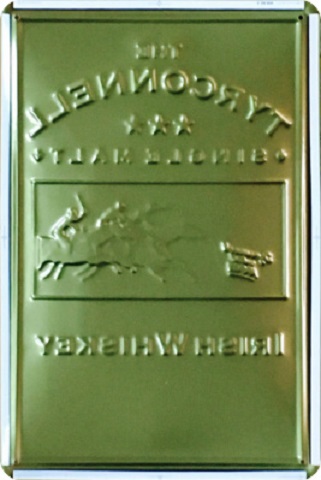 THE
TYRCONNELL
SINGLE MALT
IRISH WHISKEY